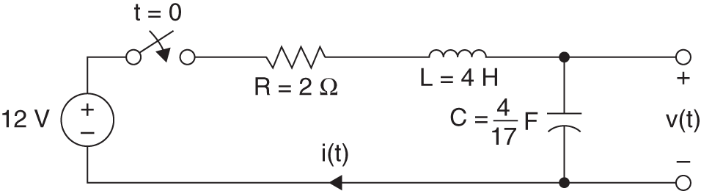 t = 0
R = 2 Ω
L = 4 H
12 V
+
−
C = 4/17 F
+
v(t)
−
i(t)